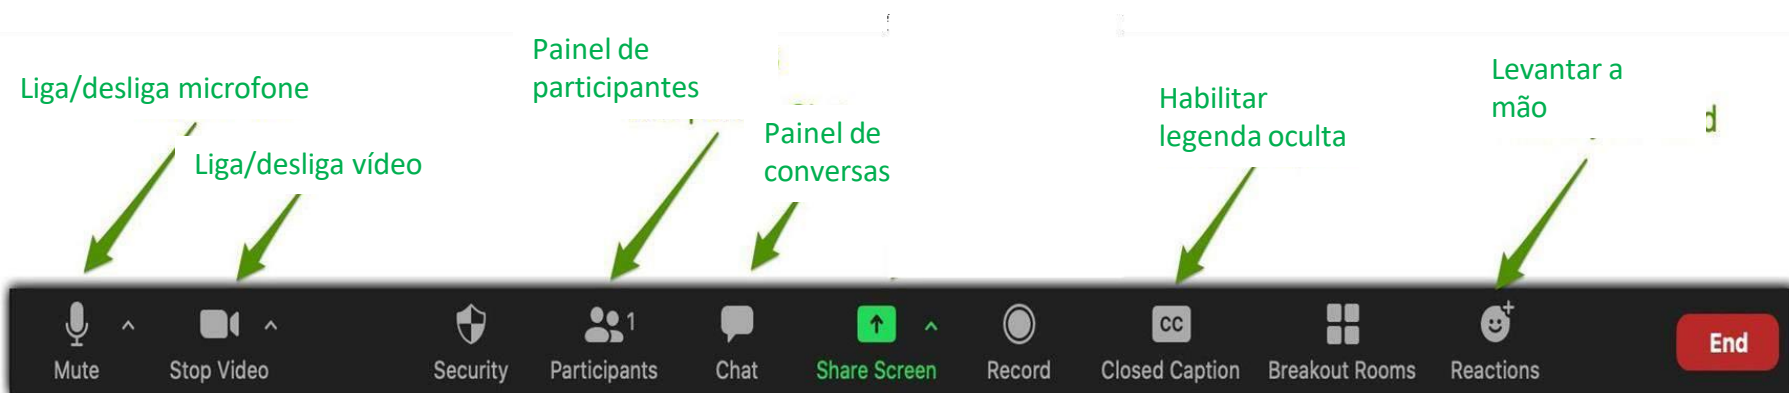 Painel de
participantes
Liga/desliga microfone
Levantar a
mão
Habilitar
legenda oculta
Painel de
conversas
Liga/desliga vídeo
d
1
CC
Mute
Stop Video
Security
Participants
Chat
Share Screen
Record
Closed Caption
Breakout Rooms
Reactions
End